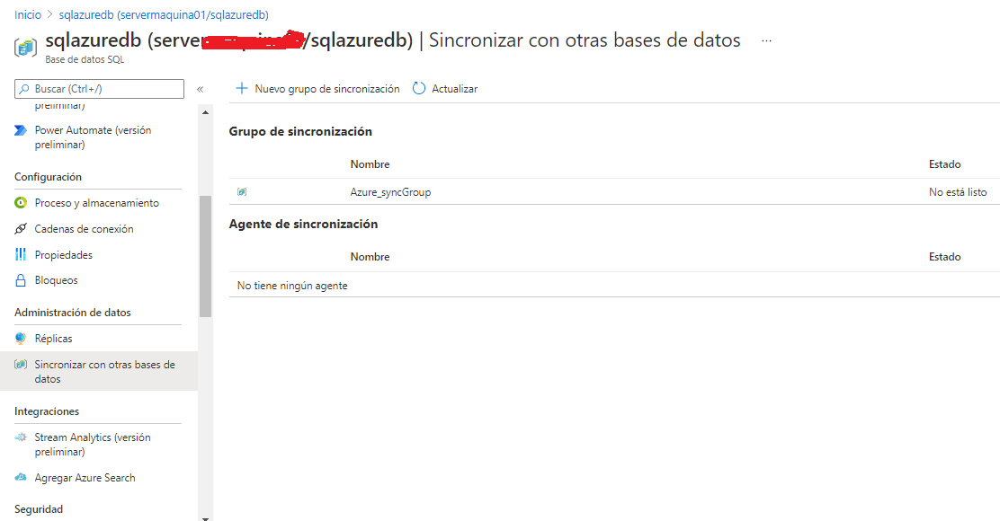 Inicio > sqlazuredb (servermaquina01/sqlazuredb)
sqlazuredb (server /sqlazuredb) | Sincronizar con otras bases de datos ...
Base de datos SQL
Buscar (Ctrl+/) «
preliminar)
Power Automate (versión
preliminar)
Configuración
Proceso y almacenamiento
Cadenas de conexión
Propiedades
Bloqueos
Administración de datos
Réplicas
Sincronizar con otras bases de
datos
Integraciones
Stream Analytics (versión
preliminar)
Agregar Azure Search
Seguridad
+ Nuevo grupo de sincronización Actualizar
Grupo de sincronización
Nombre Estado
Azure_syncGroup No está listo
Agente de sincronización
Nombre Estado
No tiene ningún agente